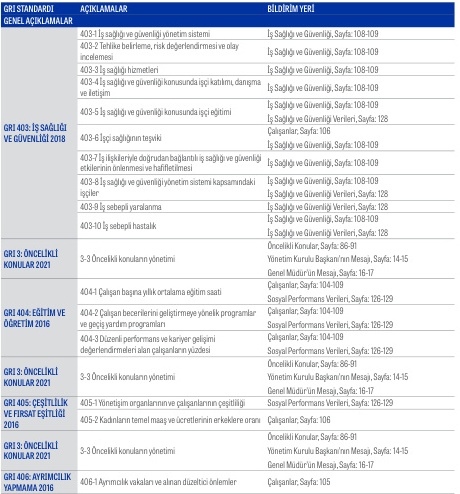 GRI STANDARDI AÇIKLAMALAR BİLDİRİM YERİ
GENEL AÇIKLAMALAR
GRI 403: İŞ SAĞLIĞI
VE GÜVENLİĞİ 2018
403-1 İş sağlığı ve güvenliği yönetim sistemi
İş Sağlığı ve Güvenliği, Sayfa: 108-109
403-2 Tehlike belirleme, risk değerlendirmesi ve olay
incelemesi
İş Sağlığı ve Güvenliği, Sayfa: 108-109
403-3 İş sağlığı hizmetleri
İş Sağlığı ve Güvenliği, Sayfa: 108-109
403-4 İş sağlığı ve güvenliği konusunda işçi katılımı, danışma
ve iletişim
İş Sağlığı ve Güvenliği, Sayfa: 108-109
403-5 İş sağlığı ve güvenliği konusunda işçi eğitimi
İş Sağlığı ve Güvenliği, Sayfa: 108-109
İş Sağlığı ve Güvenliği Verileri, Sayfa: 128
403-6 İşçi sağlığının teşviki
Çalışanlar, Sayfa: 106
İş Sağlığı ve Güvenliği, Sayfa: 108-109
403-7 İş ilişkileriyle doğrudan bağlantılı iş sağlığı ve güvenliği
etkilerinin önlenmesi ve hafifletilmesi
İş Sağlığı ve Güvenliği, Sayfa: 108-109
403-8 İş sağlığı ve güvenliği yönetim sistemi kapsamındaki
işçiler
İş Sağlığı ve Güvenliği, Sayfa: 108-109
İş Sağlığı ve Güvenliği Verileri, Sayfa: 128
403-9 İş sebepli yaralanma
İş Sağlığı ve Güvenliği Verileri, Sayfa: 128
403-10 İş sebepli hastalık
İş Sağlığı ve Güvenliği, Sayfa: 108-109
İş Sağlığı ve Güvenliği Verileri, Sayfa: 128
GRI 3: ÖNCELİKLİ
KONULAR 2021
3-3 Öncelikli konuların yönetimi
Öncelikli Konular, Sayfa: 86-91
Yönetim Kurulu Başkanı'nın Mesajı, Sayfa: 14-15
Genel Müdür'ün Mesajı, Sayfa: 16-17
GRI 404: EĞİTİM VE
ÖĞRETİM 2016
404-1 Çalışan başına yıllık ortalama eğitim saati
Çalışanlar, Sayfa: 104-109
Sosyal Performans Verileri, Sayfa: 126-129
404-2 Çalışan becerilerini geliştirmeye yönelik programlar
ve geçiş yardım programları
Çalışanlar, Sayfa: 104-109
Sosyal Performans Verileri, Sayfa: 126-129
404-3 Düzenli performans ve kariyer gelişimi
değerlendirmeleri alan çalışanların yüzdesi
Çalışanlar, Sayfa: 104-109
Sosyal Performans Verileri, Sayfa: 126-129
GRI 3: ÖNCELİKLİ
KONULAR 2021
3-3 Öncelikli konuların yönetimi
Öncelikli Konular, Sayfa: 86-91
Yönetim Kurulu Başkanı'nın Mesajı, Sayfa: 14-15
Genel Müdür'ün Mesajı, Sayfa: 16-17
GRI 405: ÇEŞİTLİLİK
VE FIRSAT EŞİTLİĞİ
2016
405-1 Yönetişim organlarının ve çalışanlarının çeşitliliği
Sosyal Performans Verileri, Sayfa: 126-129
405-2 Kadınların temel maaş ve ücretlerinin erkeklere oranı
Çalışanlar, Sayfa: 106
GRI 3: ÖNCELİKLİ
KONULAR 2021
3-3 Öncelikli konuların yönetimi
Öncelikli Konular, Sayfa: 86-91
Yönetim Kurulu Başkanı'nın Mesajı, Sayfa: 14-15
Genel Müdür'ün Mesajı, Sayfa: 16-17
GRI 406: AYRIMCILIK
YAPMAMA 2016
406-1 Ayrımcılık vakaları ve alınan düzeltici önlemler
Çalışanlar, Sayfa: 105